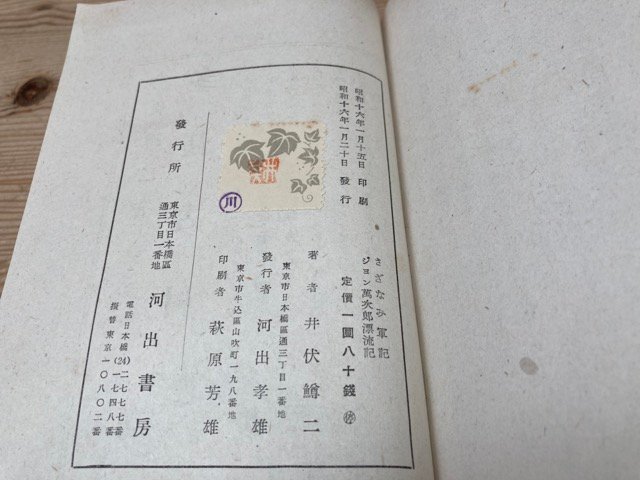 昭和十六年一月十五日 印刷
昭和十六年一月二十日 發行
さざなみ軍記
ジョン萬次郎漂流記
定價一圓八十錢
著者 井伏鱒二
東京市日本橋區通三丁目一番地
發行者 河出孝雄
東京市牛込區山吹町一九八番地
印刷者 萩原芳雄
川
發行所
東京市日本橋區
通三丁目一番地
河出書房
電話日本橋(24)二七七七番
一七四八番
振替東京一〇八〇二番